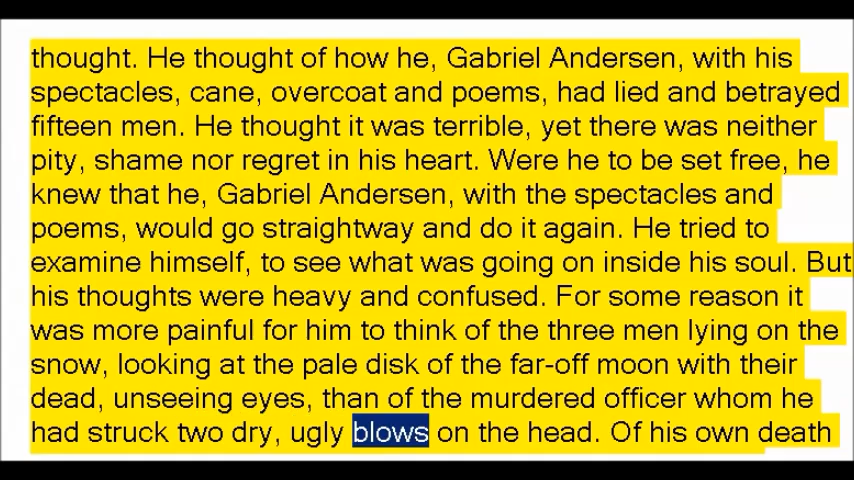 thought. He thought of how he, Gabriel Andersen, with his
spectacles, cane, overcoat and poems, had lied and betrayed
fifteen men. He thought it was terrible, yet there was neither
pity, shame nor regret in his heart. Were he to be set free, he
knew that he, Gabriel Andersen, with the spectacles and
poems, would go straightway and do it again. He tried to
examine himself, to see what was going on inside his soul. But
his thoughts were heavy and confused. For some reason it
was more painful for him to think of the three men lying on the
snow, looking at the pale disk of the far-off moon with their
dead, unseeing eyes, than of the murdered officer whom he
had struck two dry, ugly blows on the head. Of his own death